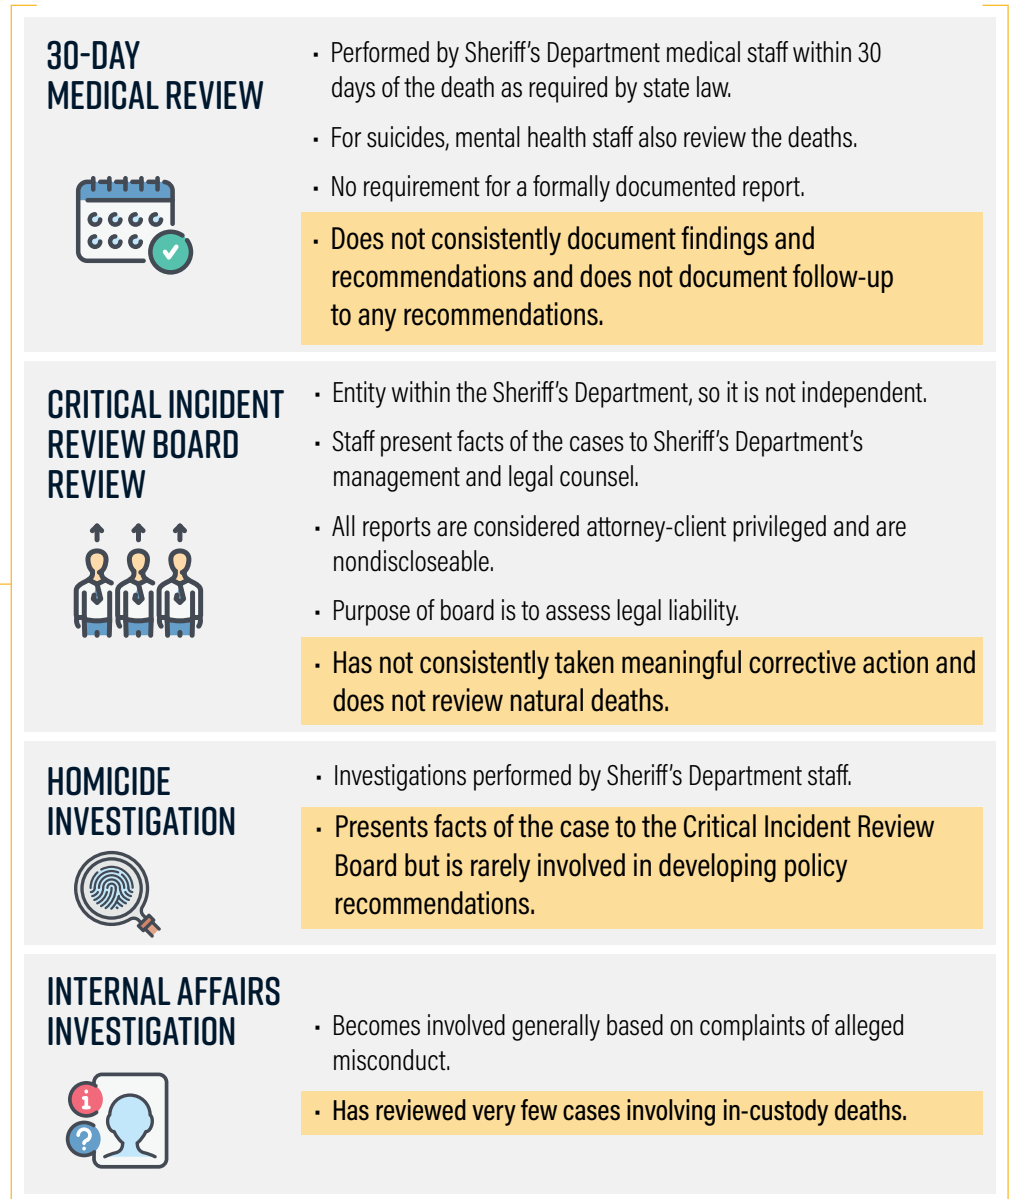 30-DAY
MEDICAL REVIEW
· Performed by Sheriff's Department medical staff within 30
days of the death as required by state law.
· For suicides, mental health staff also review the deaths.
· No requirement for a formally documented report.
· Does not consistently document findings and
recommendations and does not document follow-up
to any recommendations.
CRITICAL INCIDENT
REVIEW BOARD
REVIEW
· Entity within the Sheriff's Department, so it is not independent.
· Staff present facts of the cases to Sheriff's Department's
management and legal counsel.
· All reports are considered attorney-client privileged and are
nondiscloseable.
· Purpose of board is to assess legal liability.
· Has not consistently taken meaningful corrective action and
does not review natural deaths.
HOMICIDE
INVESTIGATION
· Investigations performed by Sheriff's Department staff.
· Presents facts of the case to the Critical Incident Review
Board but is rarely involved in developing policy
recommendations.
INTERNAL AFFAIRS
INVESTIGATION
i
?
· Becomes involved generally based on complaints of alleged
misconduct.
· Has reviewed very few cases involving in-custody deaths.